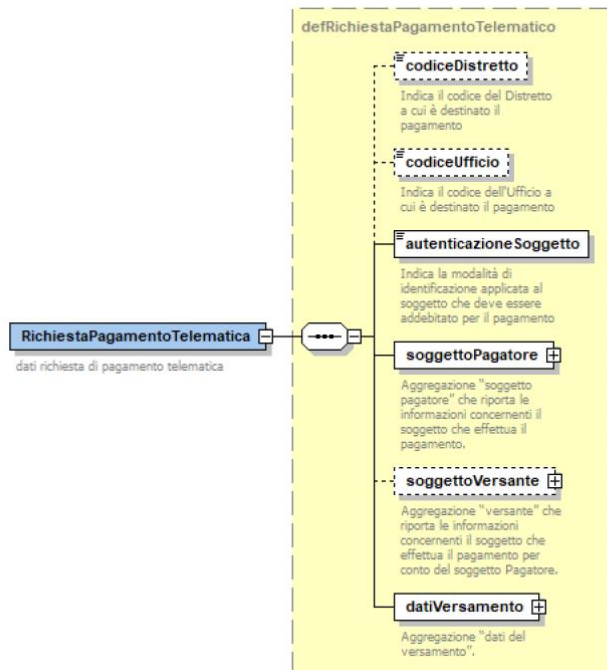 defRichiestaPagamentoTelematico
codiceDistretto
Indica il codice del Distretto
a cui è destinato il
pagamento
codiceUfficio
Indica il codice dell'Ufficio a
cui è destinato il pagamento
autenticazioneSoggetto
Indica la modalità di
identificazione applicata al
soggetto che deve essere
addebitato per il pagamento
RichiestaPagamentoTelematica
dati richiesta di pagamento telematica
soggettoPagatore
Aggregazione "soggetto
pagatore" che riporta le
informazioni concernenti il
soggetto che effettua il
pagamento.
soggettoVersante
Aggregazione "versante" che
riporta le informazioni
concernenti il soggetto che
effettua il pagamento per
conto del soggetto Pagatore.
datiVersamento
Aggregazione "dati del
versamento".